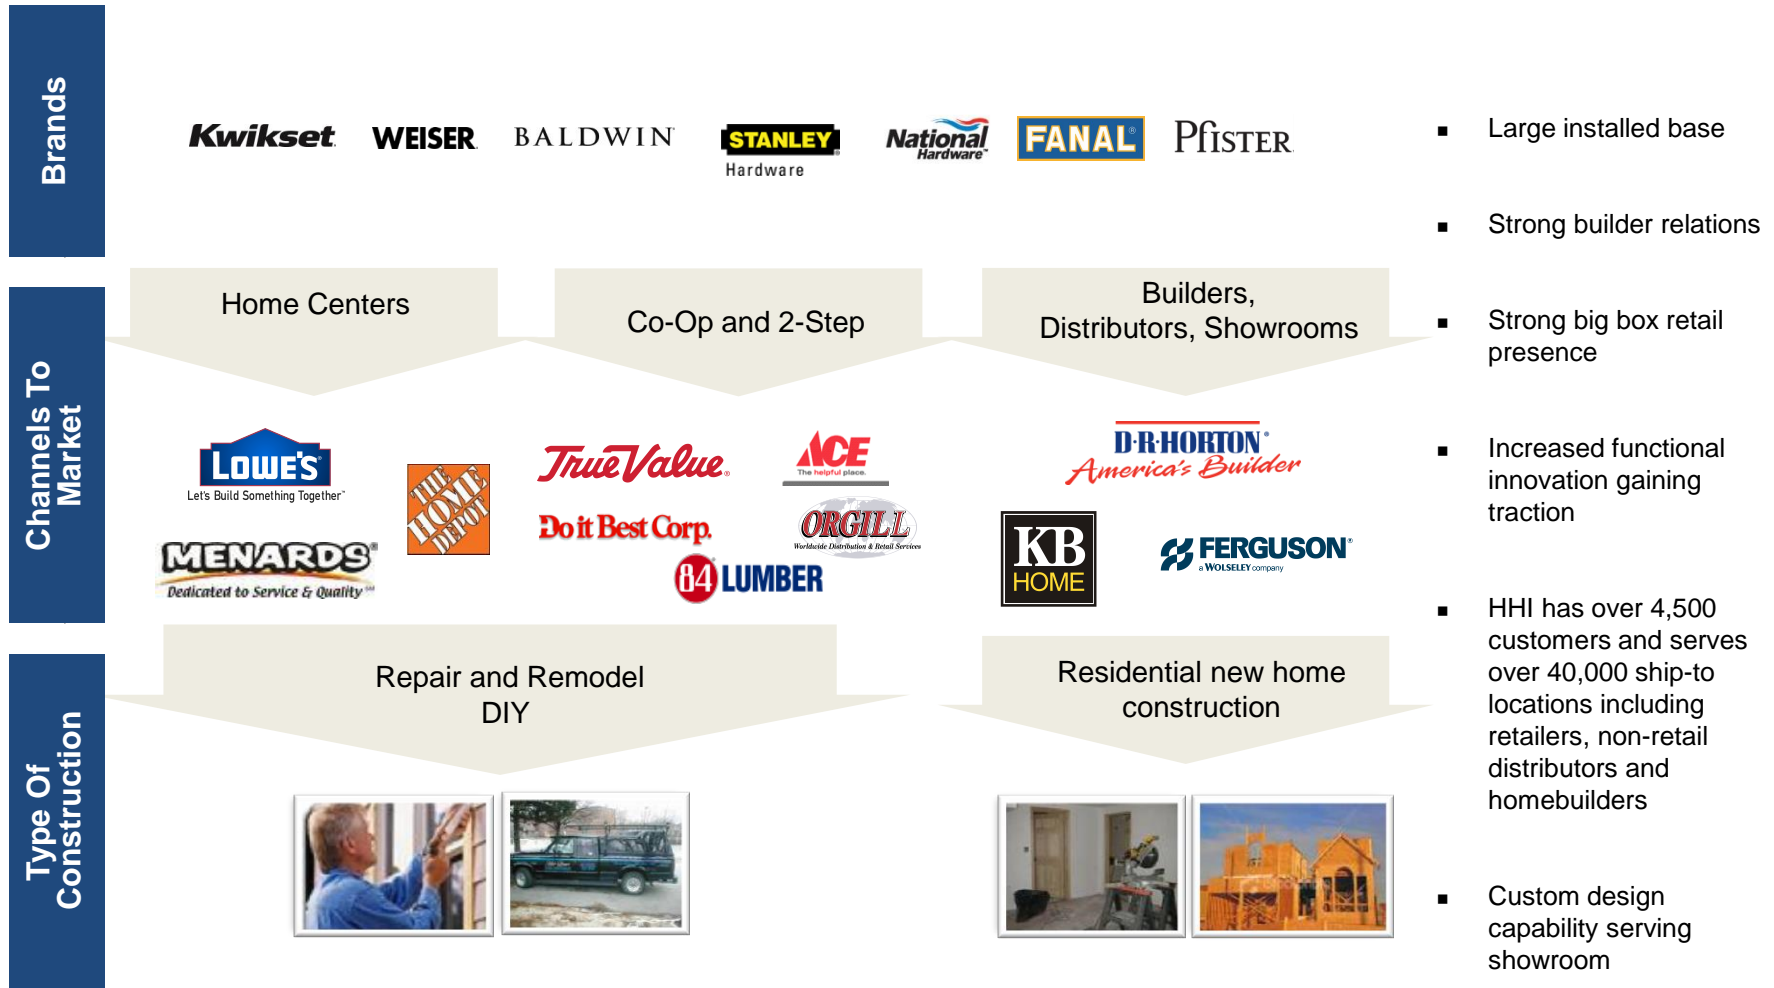 Brands
Kwikset
WEISER
BALDWIN
STANLEY
Hardware
National
Hardware™
FANAL®
Pfister
Channels To
Market
Home Centers
Co-Op and 2-Step
Builders,
Distributors, Showrooms
LOWE'S
Let's Build Something Together™
THE
HOME
DEPOT
MENARDS®
Dedicated to Service & Quality℠
True Value®
ACE
The helpful place.
Do it Best Corp.
ORGILL
Worldwide Distribution & Retail Services
84 LUMBER
D·R·HORTON®
America's Builder
KB
HOME
FERGUSON®
a WOLSELEY company
Type Of
Construction
Repair and Remodel
DIY
Residential new home
construction
▪ Large installed base
▪ Strong builder relations
▪ Strong big box retail
presence
▪ Increased functional
innovation gaining
traction
▪ HHI has over 4,500
customers and serves
over 40,000 ship-to
locations including
retailers, non-retail
distributors and
homebuilders
▪ Custom design
capability serving
showroom